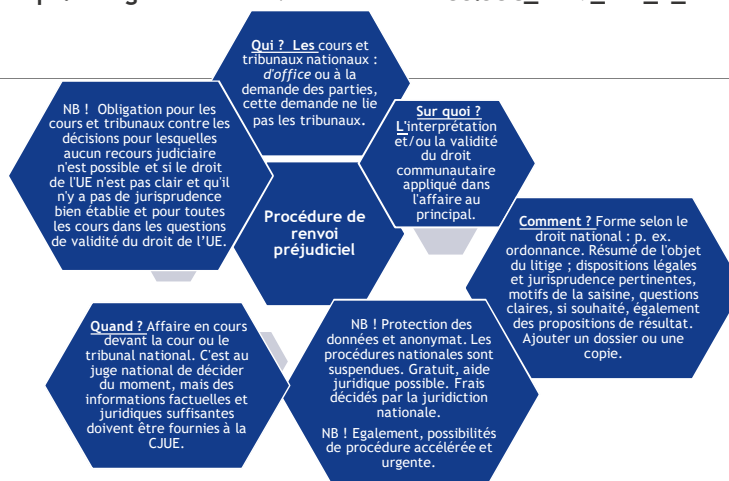 Qui ? Les cours et
tribunaux nationaux :
d'office ou à la
demande des parties,
cette demande ne lie
pas les tribunaux.
NB ! Obligation pour les
cours et tribunaux contre les
décisions pour lesquelles
aucun recours judiciaire
n'est possible et si le droit
de l'UE n'est pas clair et qu'il
n'y a pas de jurisprudence
bien établie et pour toutes
les cours dans les questions
de validité du droit de l'UE.
Sur quoi ?
L'interprétation
et/ou la validité
du droit
communautaire
appliqué dans
l'affaire au
principal.
Procédure de
renvoi
préjudiciel
Comment ? Forme selon le
droit national : p. ex.
ordonnance. Résumé de l'objet
du litige ; dispositions légales
et jurisprudence pertinentes,
motifs de la saisine, questions
claires, si souhaité, également
des propositions de résultat.
Ajouter un dossier ou une
copie.
Quand ? Affaire en cours
devant la cour ou le
tribunal national. C'est au
juge national de décider
du moment, mais des
informations factuelles et
juridiques suffisantes
doivent être fournies à la
CJUE.
NB ! Protection des
données et anonymat. Les
procédures nationales sont
suspendues. Gratuit, aide
juridique possible. Frais
décidés par la juridiction
nationale.
NB ! Egalement, possibilités
de procédure accélérée et
urgente.